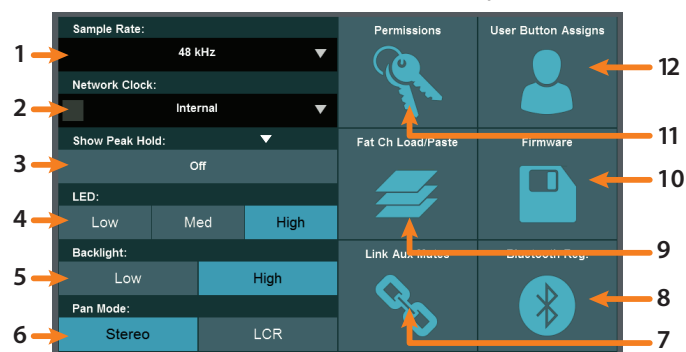 Sample Rate:
1
48 kHz
Network Clock:
2
Internal
Show Peak Hold:
3
Off
LED:
4
Low Med High
Backlight:
5
Low High
Pan Mode:
6
Stereo LCR
Permissions
User Button Assigns
12
11
Fat Ch Load/Paste
Firmware
10
9
Link Aux Mutes
Bluetooth Reg.
8
7